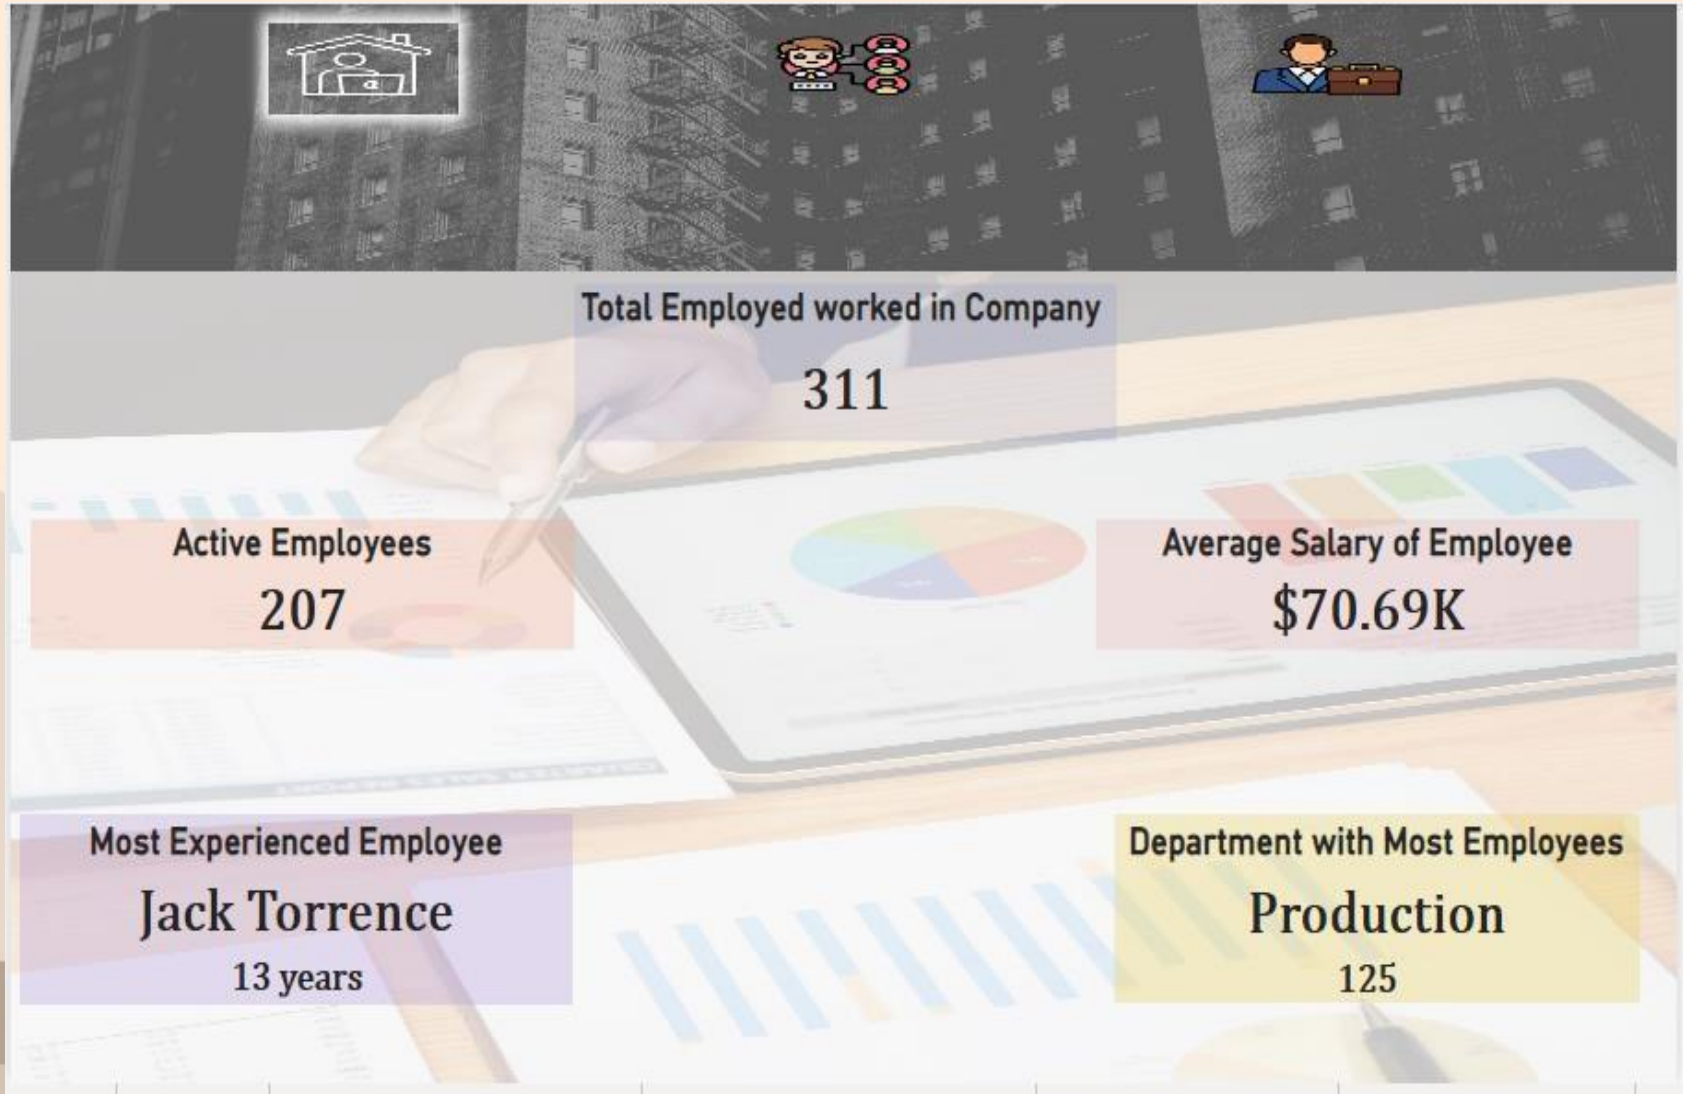 Total Employed worked in Company
311
Active Employees
207
Average Salary of Employee
$70.69K
Most Experienced Employee
Jack Torrence
13 years
Department with Most Employees
Production
125